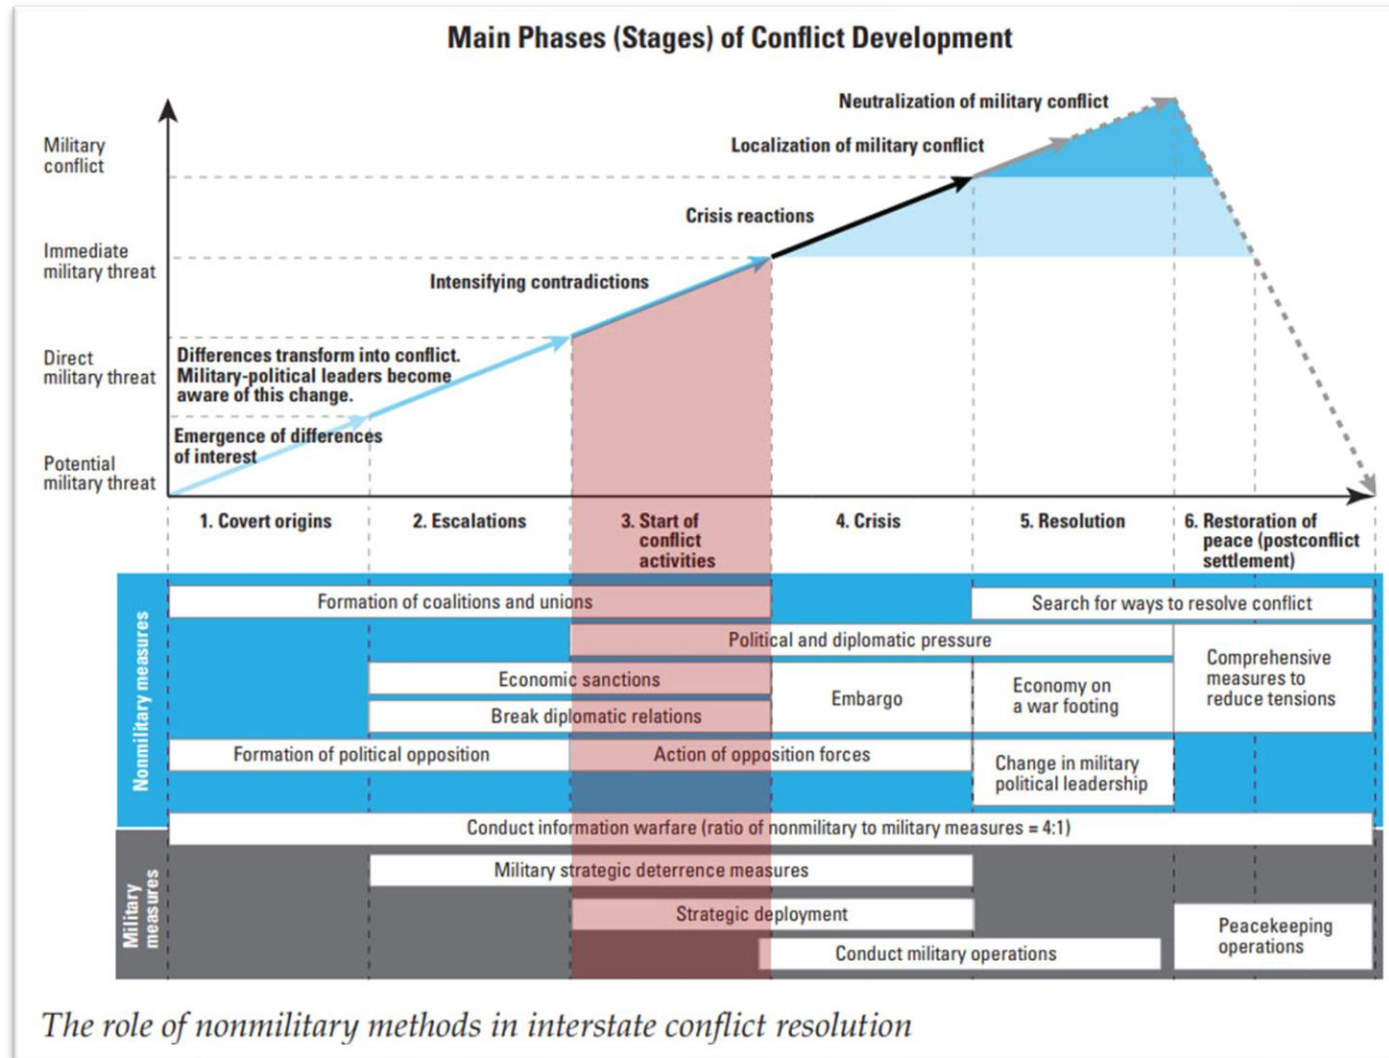 Main Phases (Stages) of Conflict Development
Neutralization of military conflict
Military
conflict
Localization of military conflict
Crisis reactions
Immediate
military threat
Intensifying contradictions
Direct
military threat
Differences transform into conflict.
Military-political leaders become
aware of this change.
Emergence of differences
of interest
Potential
military threat
1. Covert origins
2. Escalations
3. Start of
conflict
activities
4. Crisis
5. Resolution
6. Restoration of
peace (postconflict
settlement)
Nonmilitary measures
Formation of coalitions and unions
Search for ways to resolve conflict
Political and diplomatic pressure
Economic sanctions
Break diplomatic relations
Embargo
Economy on
a war footing
Comprehensive
measures to
reduce tensions
Formation of political opposition
Action of opposition forces
Change in military
political leadership
Conduct information warfare (ratio of nonmilitary to military measures = 4:1)
Military
measures
Military strategic deterrence measures
Strategic deployment
Conduct military operations
Peacekeeping
operations
The role of nonmilitary methods in interstate conflict resolution